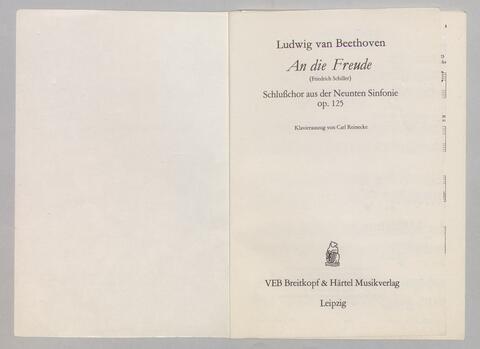 Ludwig van Beethoven
An die Freude
(Friedrich Schiller)
Schlußchor aus der Neunten Sinfonie
op. 125
Klavierauszug von Carl Reinecke
VEB Breitkopf & Härtel Musikverlag
Leipzig